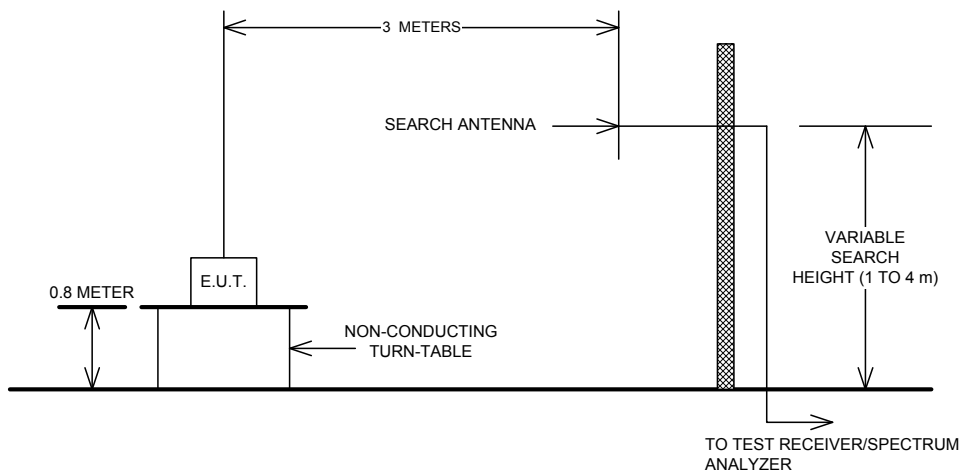 3 METERS
SEARCH ANTENNA
VARIABLE
SEARCH
HEIGHT (1 TO 4 m)
E.U.T.
0.8 METER
NON-CONDUCTING
TURN-TABLE
TO TEST RECEIVER/SPECTRUM
ANALYZER